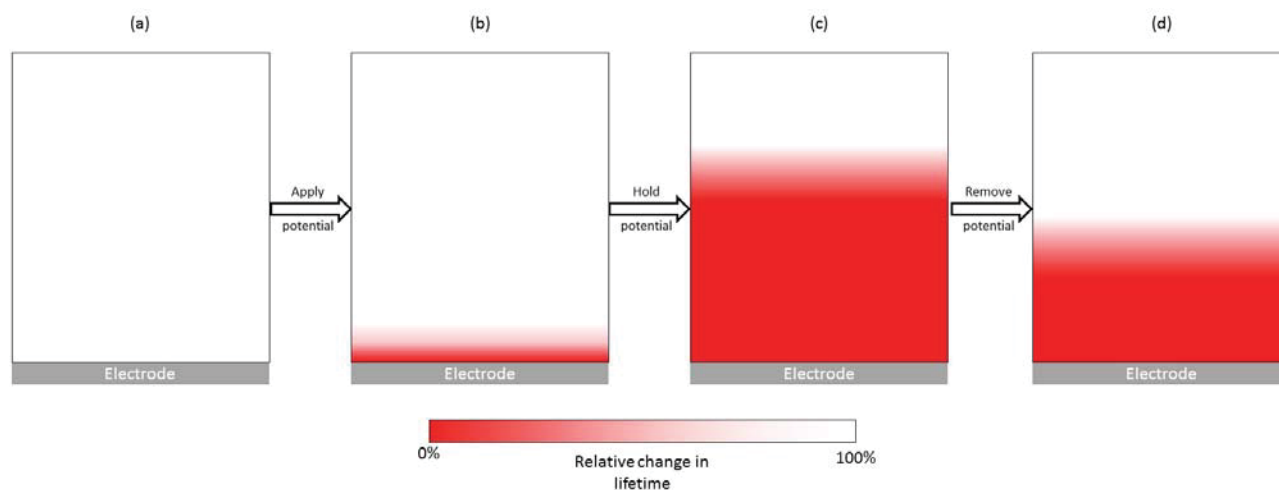 (a)
(b)
(c)
(d)
Apply
potential
Hold
potential
Remove
potential
Electrode
Electrode
Electrode
Electrode
0%
Relative change in
lifetime
100%